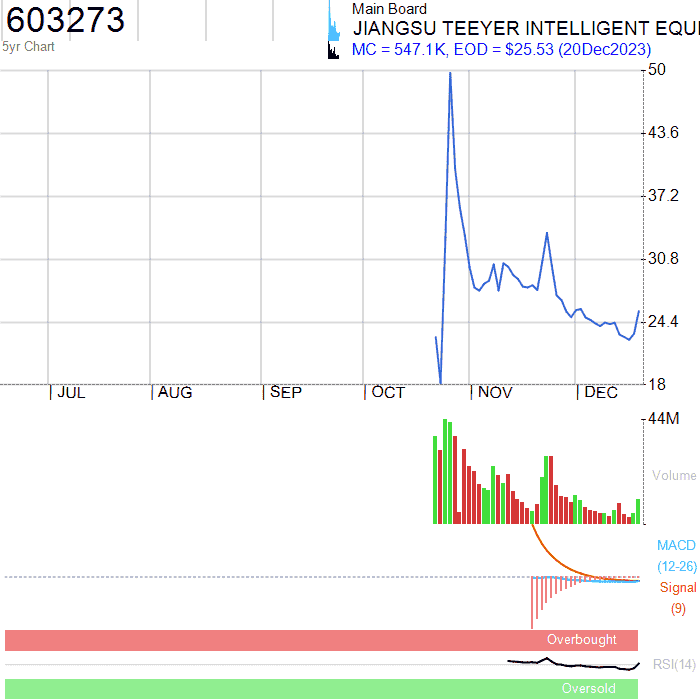 603273
5yr Chart
Main Board
JIANGSU TEEYER INTELLIGENT EQUI
MC = 547.1K, EOD = $25.53 (20Dec2023)
50
43.6
37.2
30.8
24.4
18
JUL AUG SEP OCT NOV DEC
44M
Volume
MACD
(12-26)
Signal
(9)
Overbought
RSI(14)
Oversold